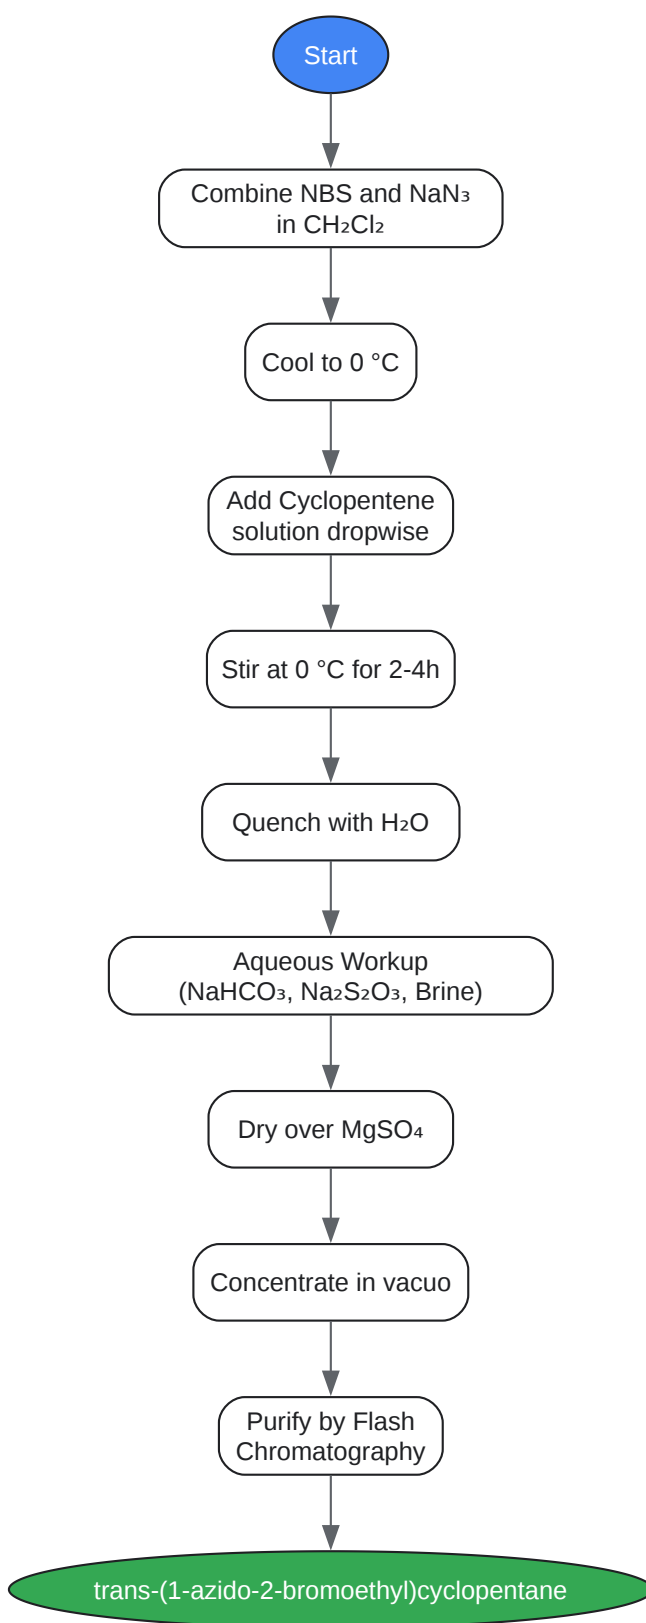 Start
Combine NBS and NaN₃
in CH₂Cl₂
Cool to 0 °C
Add Cyclopentene
solution dropwise
Stir at 0 °C for 2-4h
Quench with H₂O
Aqueous Workup
(NaHCO₃, Na₂S₂O₃, Brine)
Dry over MgSO₄
Concentrate in vacuo
Purify by Flash
Chromatography
trans-(1-azido-2-bromoethyl)cyclopentane